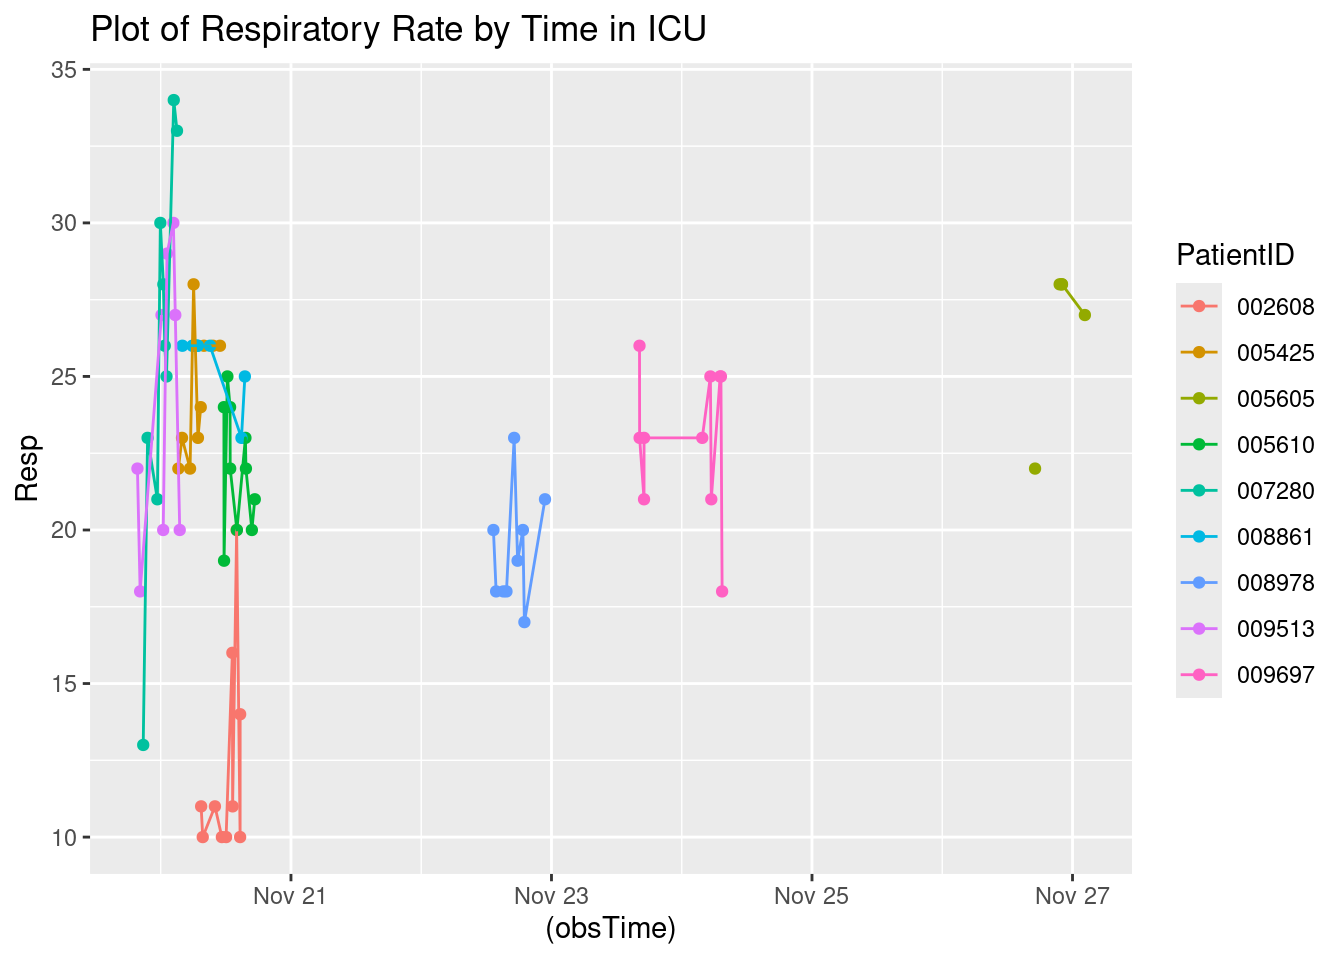 Plot of Respiratory Rate by Time in ICU
35
30
25
20
15
10
Resp
Nov 21
Nov 23
Nov 25
Nov 27
(obsTime)
PatientID
002608
005425
005605
005610
007280
008861
008978
009513
009697